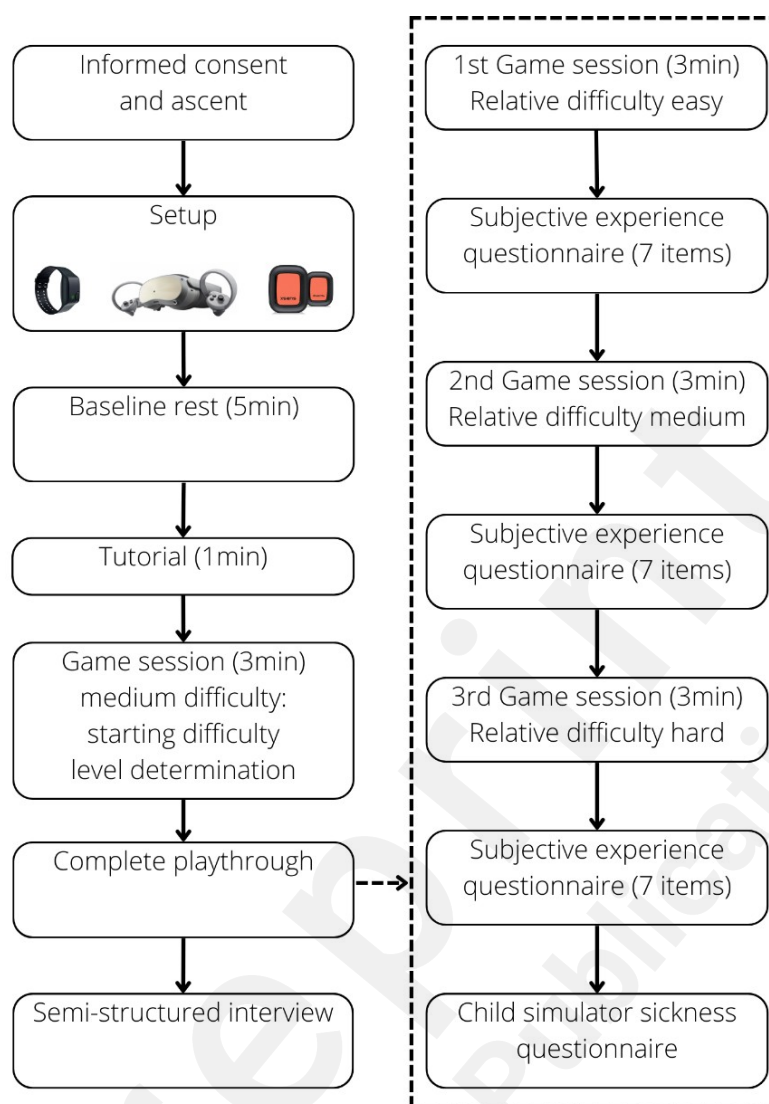 Informed consent
and ascent
Setup
Baseline rest (5min)
Tutorial (1min)
Game session (3min)
medium difficulty:
starting difficulty
level determination
Complete playthrough
Semi-structured interview
1st Game session (3min)
Relative difficulty easy
Subjective experience
questionnaire (7 items)
2nd Game session (3min)
Relative difficulty medium
Subjective experience
questionnaire (7 items)
3rd Game session (3min)
Relative difficulty hard
Subjective experience
questionnaire (7 items)
Child simulator sickness
questionnaire